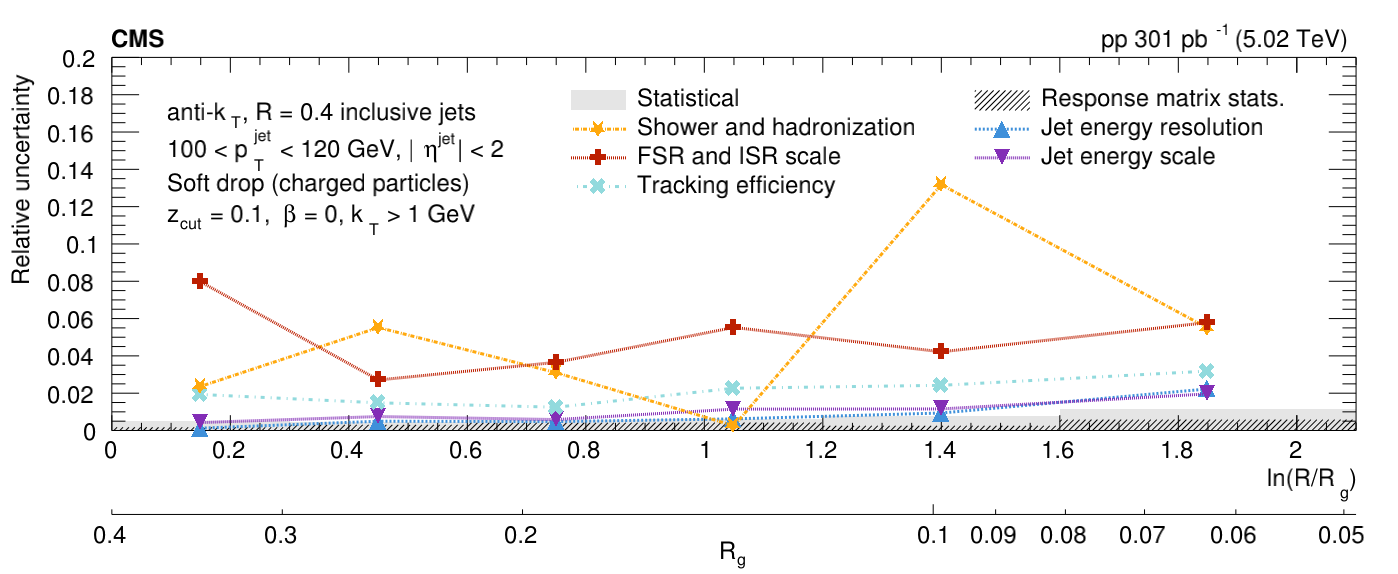 CMS
pp 301 pb -1 (5.02 TeV)
Relative uncertainty
0.2
0.18
0.16
0.14
0.12
0.1
0.08
0.06
0.04
0.02
0
anti-k T, R = 0.4 inclusive jets
100 < p T jet < 120 GeV, | η jet | < 2
Soft drop (charged particles)
z cut = 0.1, β = 0, k T > 1 GeV
Statistical
Shower and hadronization
FSR and ISR scale
Tracking efficiency
Response matrix stats.
Jet energy resolution
Jet energy scale
0 0.2 0.4 0.6 0.8 1 1.2 1.4 1.6 1.8 2
ln(R/R g)
0.4 0.3 0.2 0.1 0.09 0.08 0.07 0.06 0.05
R g